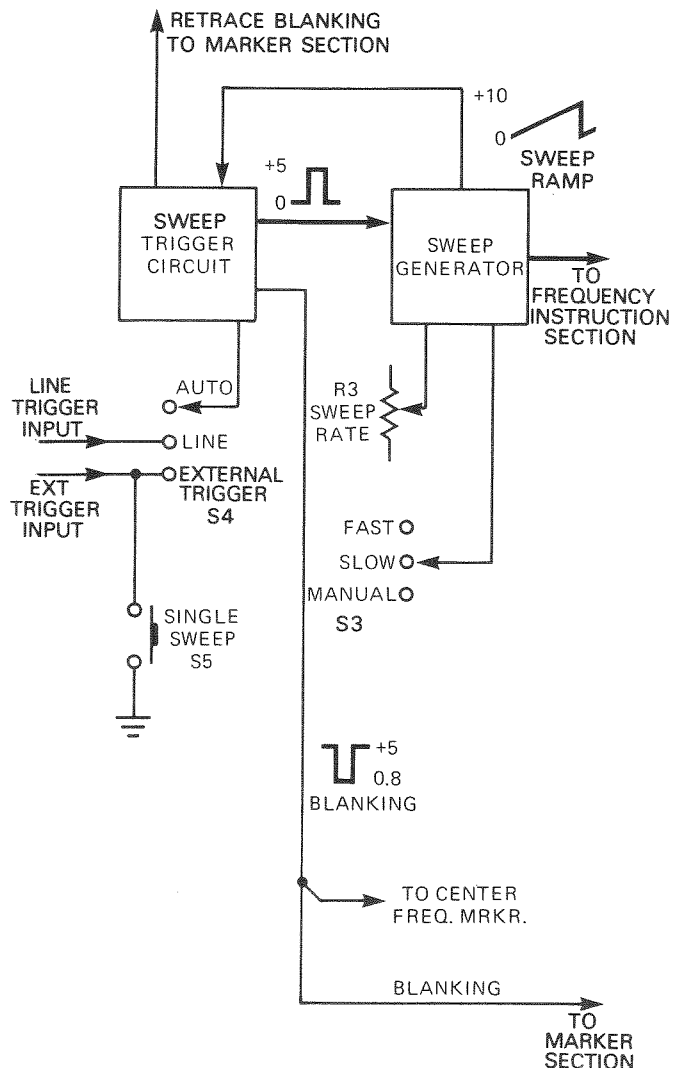 RETRACE BLANKING
TO MARKER SECTION
+10
0
SWEEP
RAMP
+5
0
SWEEP
TRIGGER
CIRCUIT
SWEEP
GENERATOR
TO
FREQUENCY
INSTRUCTION
SECTION
LINE
TRIGGER
INPUT
AUTO
LINE
EXT
TRIGGER
INPUT
EXTERNAL
TRIGGER
S4
R3
SWEEP
RATE
FAST
SLOW
MANUAL
S3
SINGLE
SWEEP
S5
+5
0.8
BLANKING
TO CENTER
FREQ. MRKR.
BLANKING
TO
MARKER
SECTION